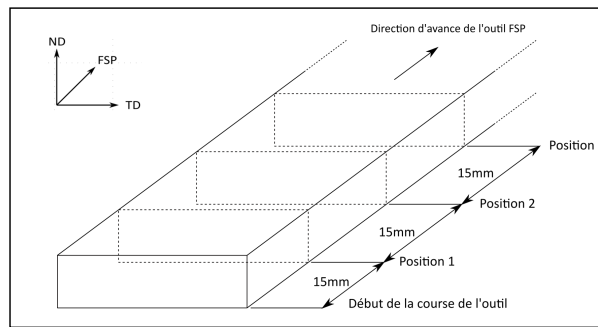 Direction d'avance de l'outil FSP
ND
FSP
TD
Position
15mm
Position 2
15mm
Position 1
15mm
Début de la course de l'outil